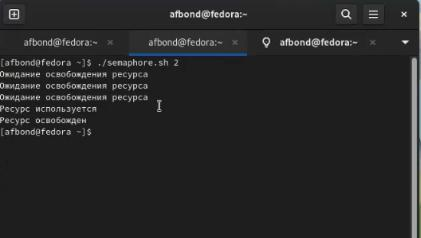 afbond@fedora:~
afbond@fedora:~ × afbond@fedora:~ × afbond@fedora:~ ×
[afbond@fedora ~]$ ./semaphore.sh 2
Ожидание освобождения ресурса
Ожидание освобождения ресурса
Ожидание освобождения ресурса
Ресурс используется
Ресурс освобожден
[afbond@fedora ~]$